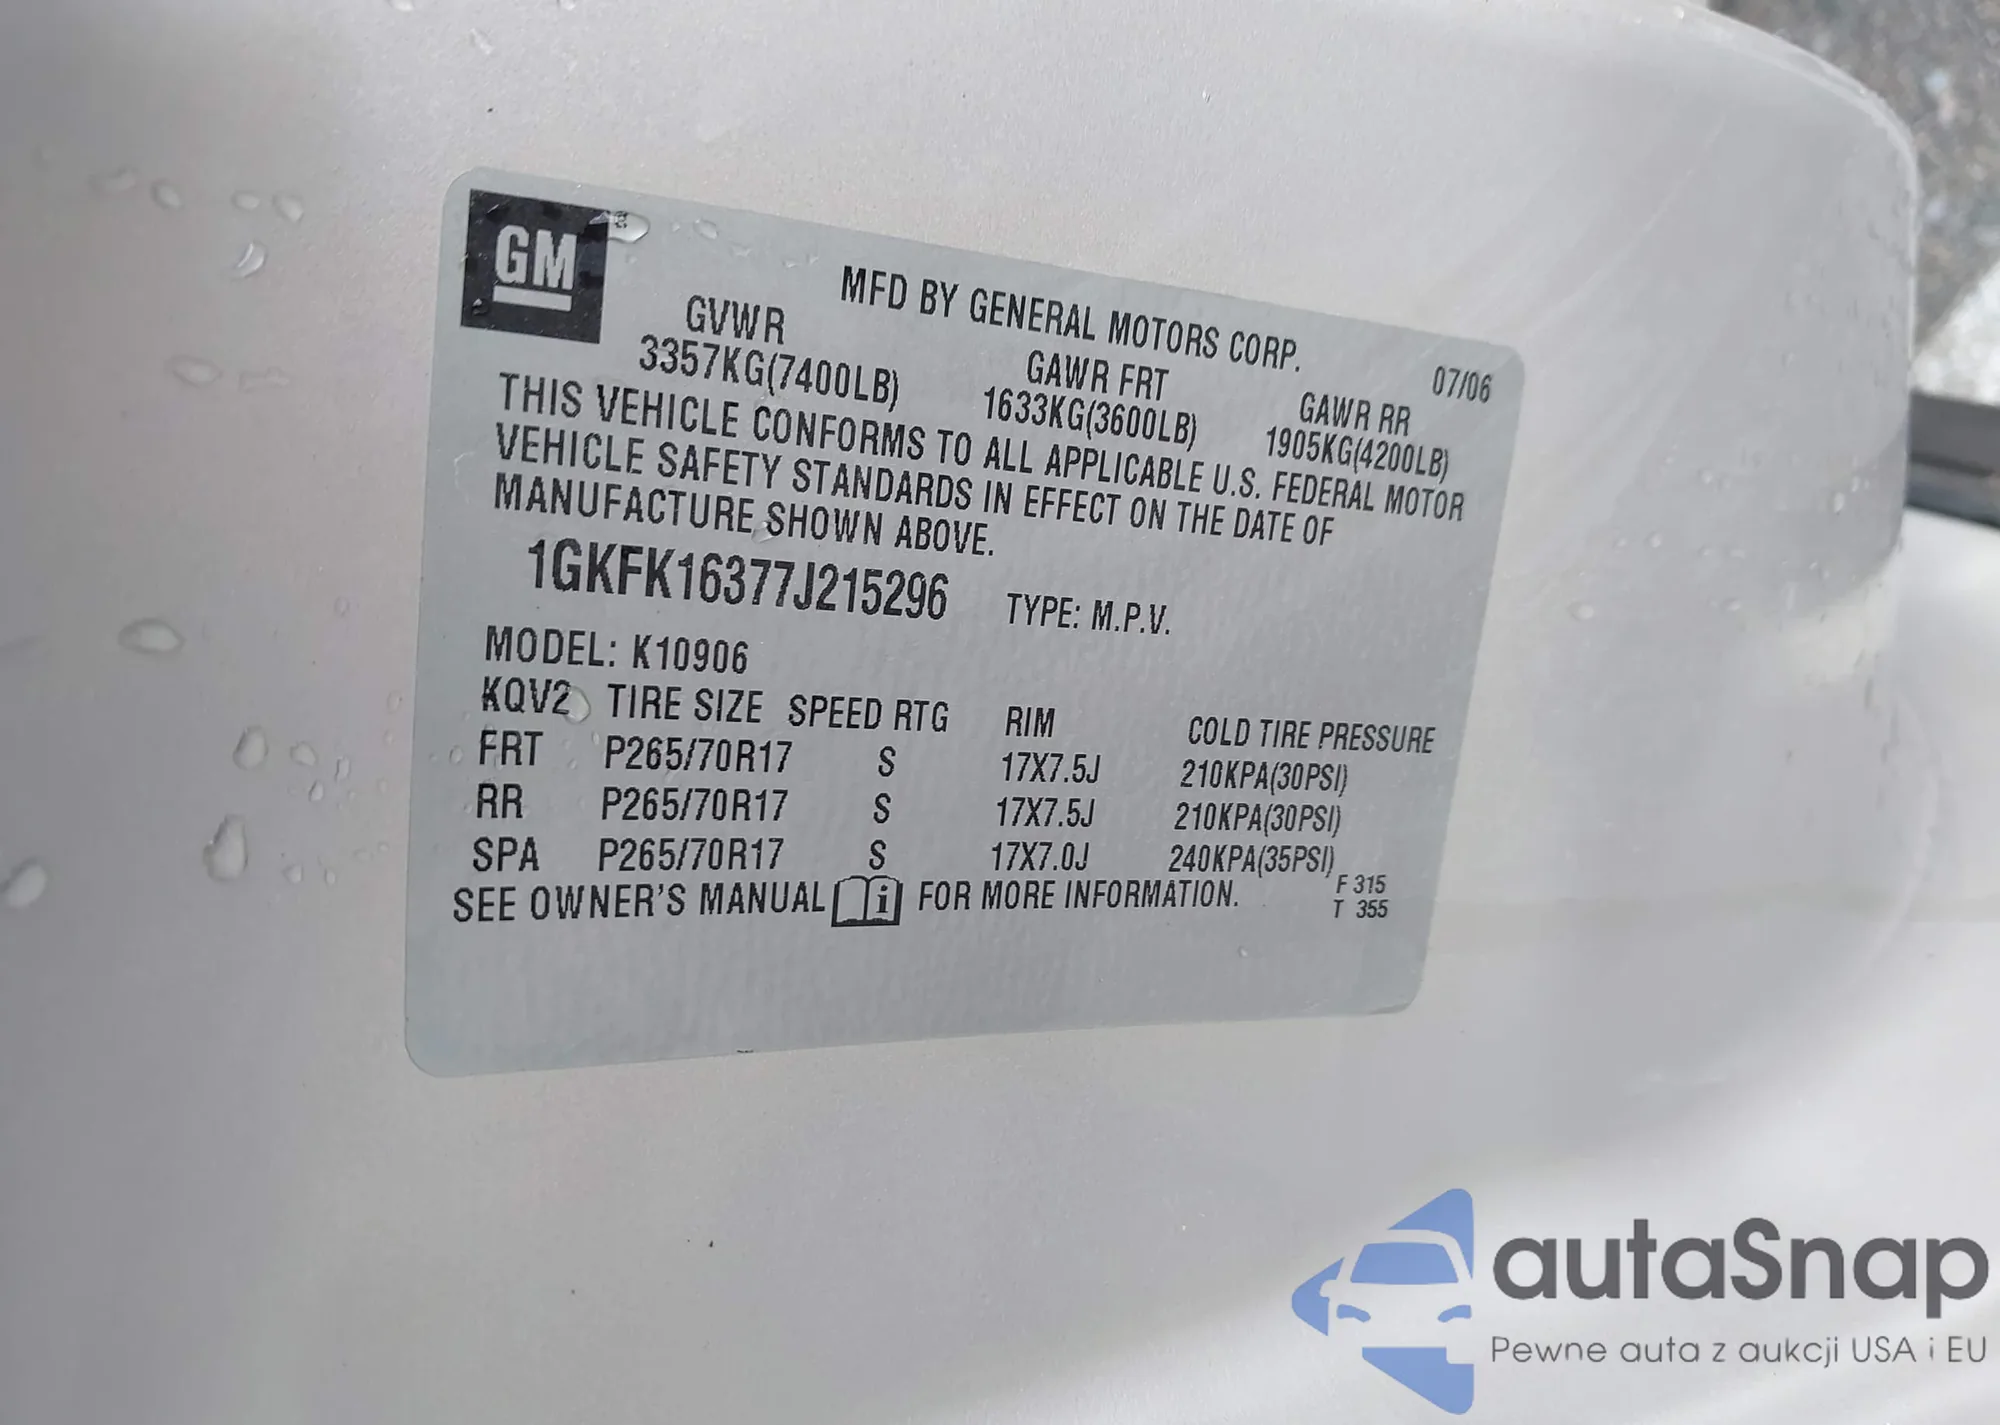 GM
MFD BY GENERAL MOTORS CORP.
07/06
GVWR GAWR FRT GAWR RR
3357KG(7400LB) 1633KG(3600LB) 1905KG(4200LB)
THIS VEHICLE CONFORMS TO ALL APPLICABLE U.S. FEDERAL MOTOR
VEHICLE SAFETY STANDARDS IN EFFECT ON THE DATE OF
MANUFACTURE SHOWN ABOVE.
1GKFK16377J215296 TYPE: M.P.V.
MODEL: K10906
KQV2 TIRE SIZE SPEED RTG RIM COLD TIRE PRESSURE
FRT P265/70R17 S 17X7.5J 210KPA(30PSI)
RR P265/70R17 S 17X7.5J 210KPA(30PSI)
SPA P265/70R17 S 17X7.0J 240KPA(35PSI)
SEE OWNER'S MANUAL i FOR MORE INFORMATION.
F 315
T 355
autaSnap
Pewne auta z aukcji USA i EU